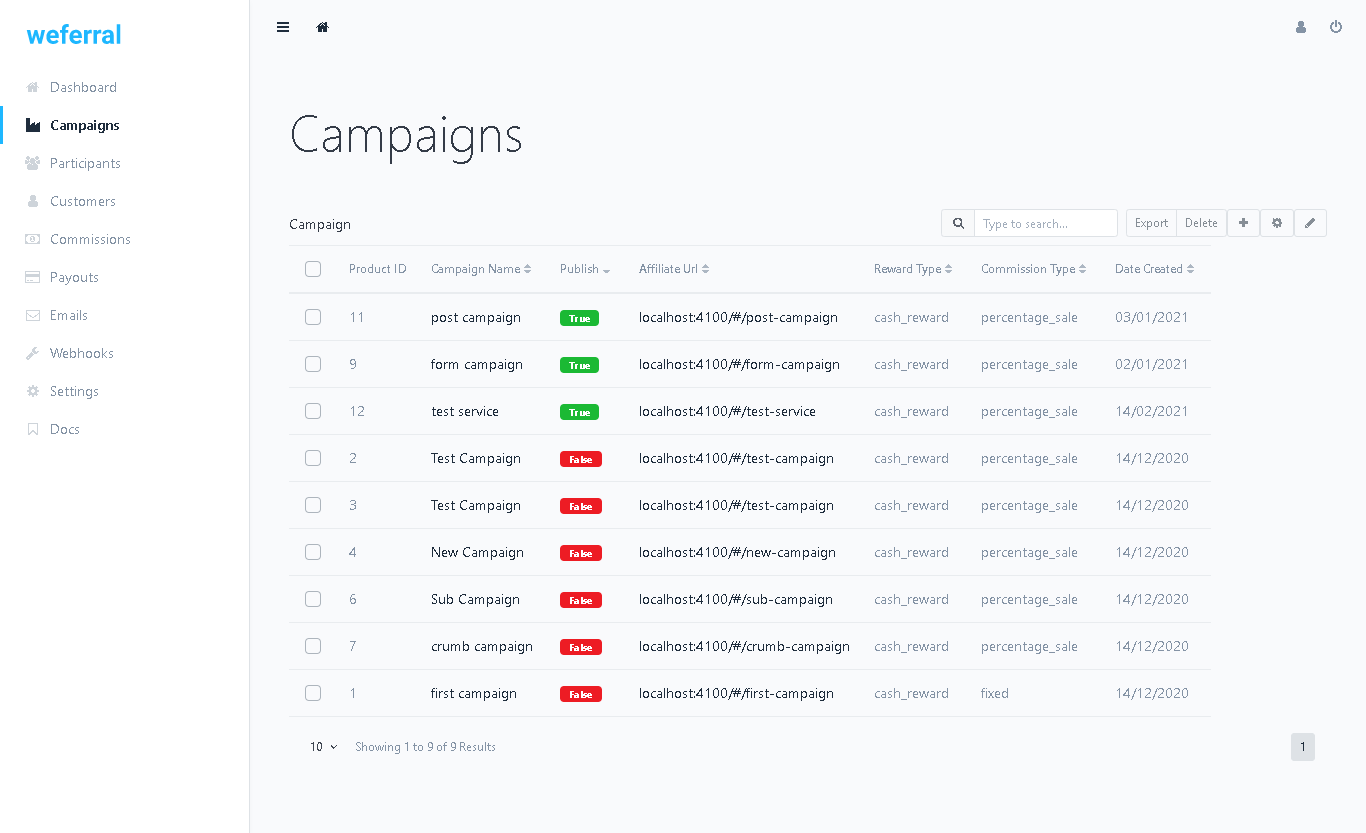 weferral
Dashboard
Campaigns
Participants
Customers
Commissions
Payouts
Emails
Webhooks
Settings
Docs
Campaigns
Campaign
Type to search...
Export Delete
Product ID Campaign Name Publish Affiliate Url Reward Type Commission Type Date Created
11 post campaign True localhost:4100/#/post-campaign cash_reward percentage_sale 03/01/2021
9 form campaign True localhost:4100/#/form-campaign cash_reward percentage_sale 02/01/2021
12 test service True localhost:4100/#/test-service cash_reward percentage_sale 14/02/2021
2 Test Campaign False localhost:4100/#/test-campaign cash_reward percentage_sale 14/12/2020
3 Test Campaign False localhost:4100/#/test-campaign cash_reward percentage_sale 14/12/2020
4 New Campaign False localhost:4100/#/new-campaign cash_reward percentage_sale 14/12/2020
6 Sub Campaign False localhost:4100/#/sub-campaign cash_reward percentage_sale 14/12/2020
7 crumb campaign False localhost:4100/#/crumb-campaign cash_reward percentage_sale 14/12/2020
1 first campaign False localhost:4100/#/first-campaign cash_reward fixed 14/12/2020
10 Showing 1 to 9 of 9 Results 1